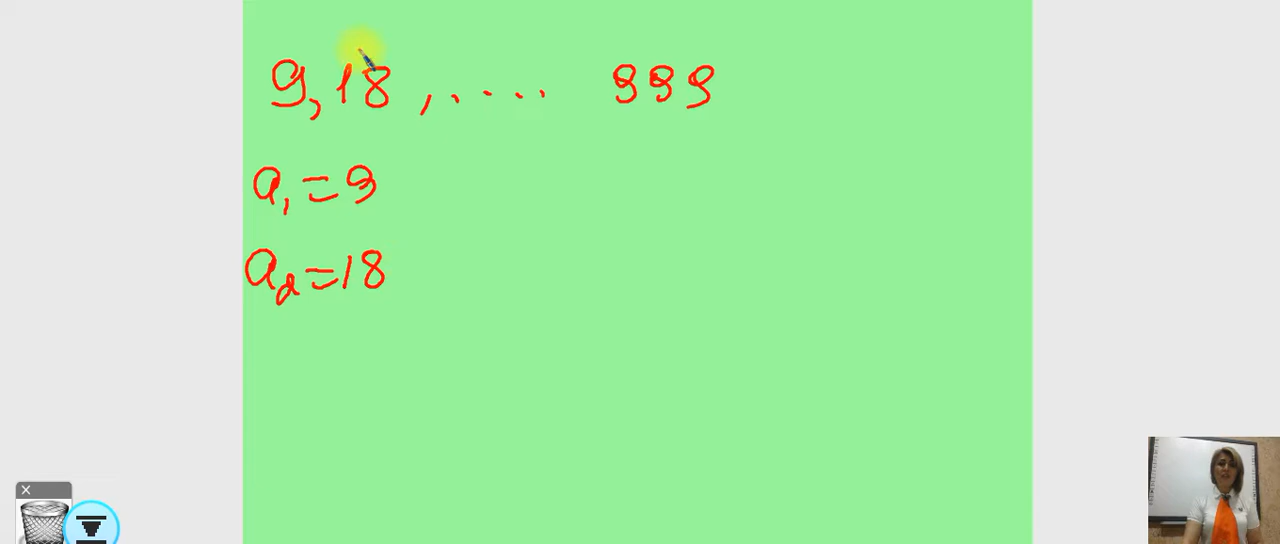 9, 18, ..... 999
a₁ = 9
a₂ = 18